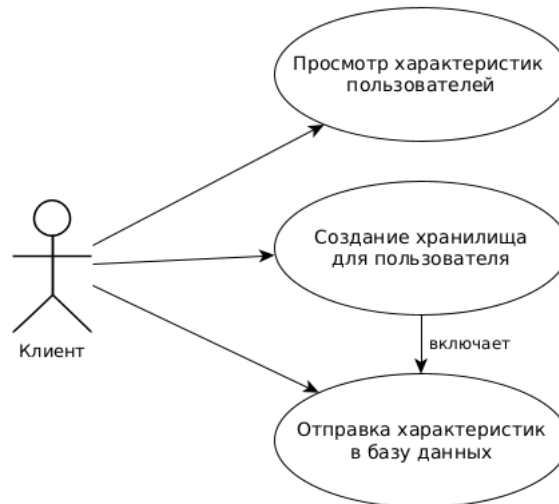 Просмотр характеристик
пользователей
Создание хранилища
для пользователя
Клиент
включает
Отправка характеристик
в базу данных